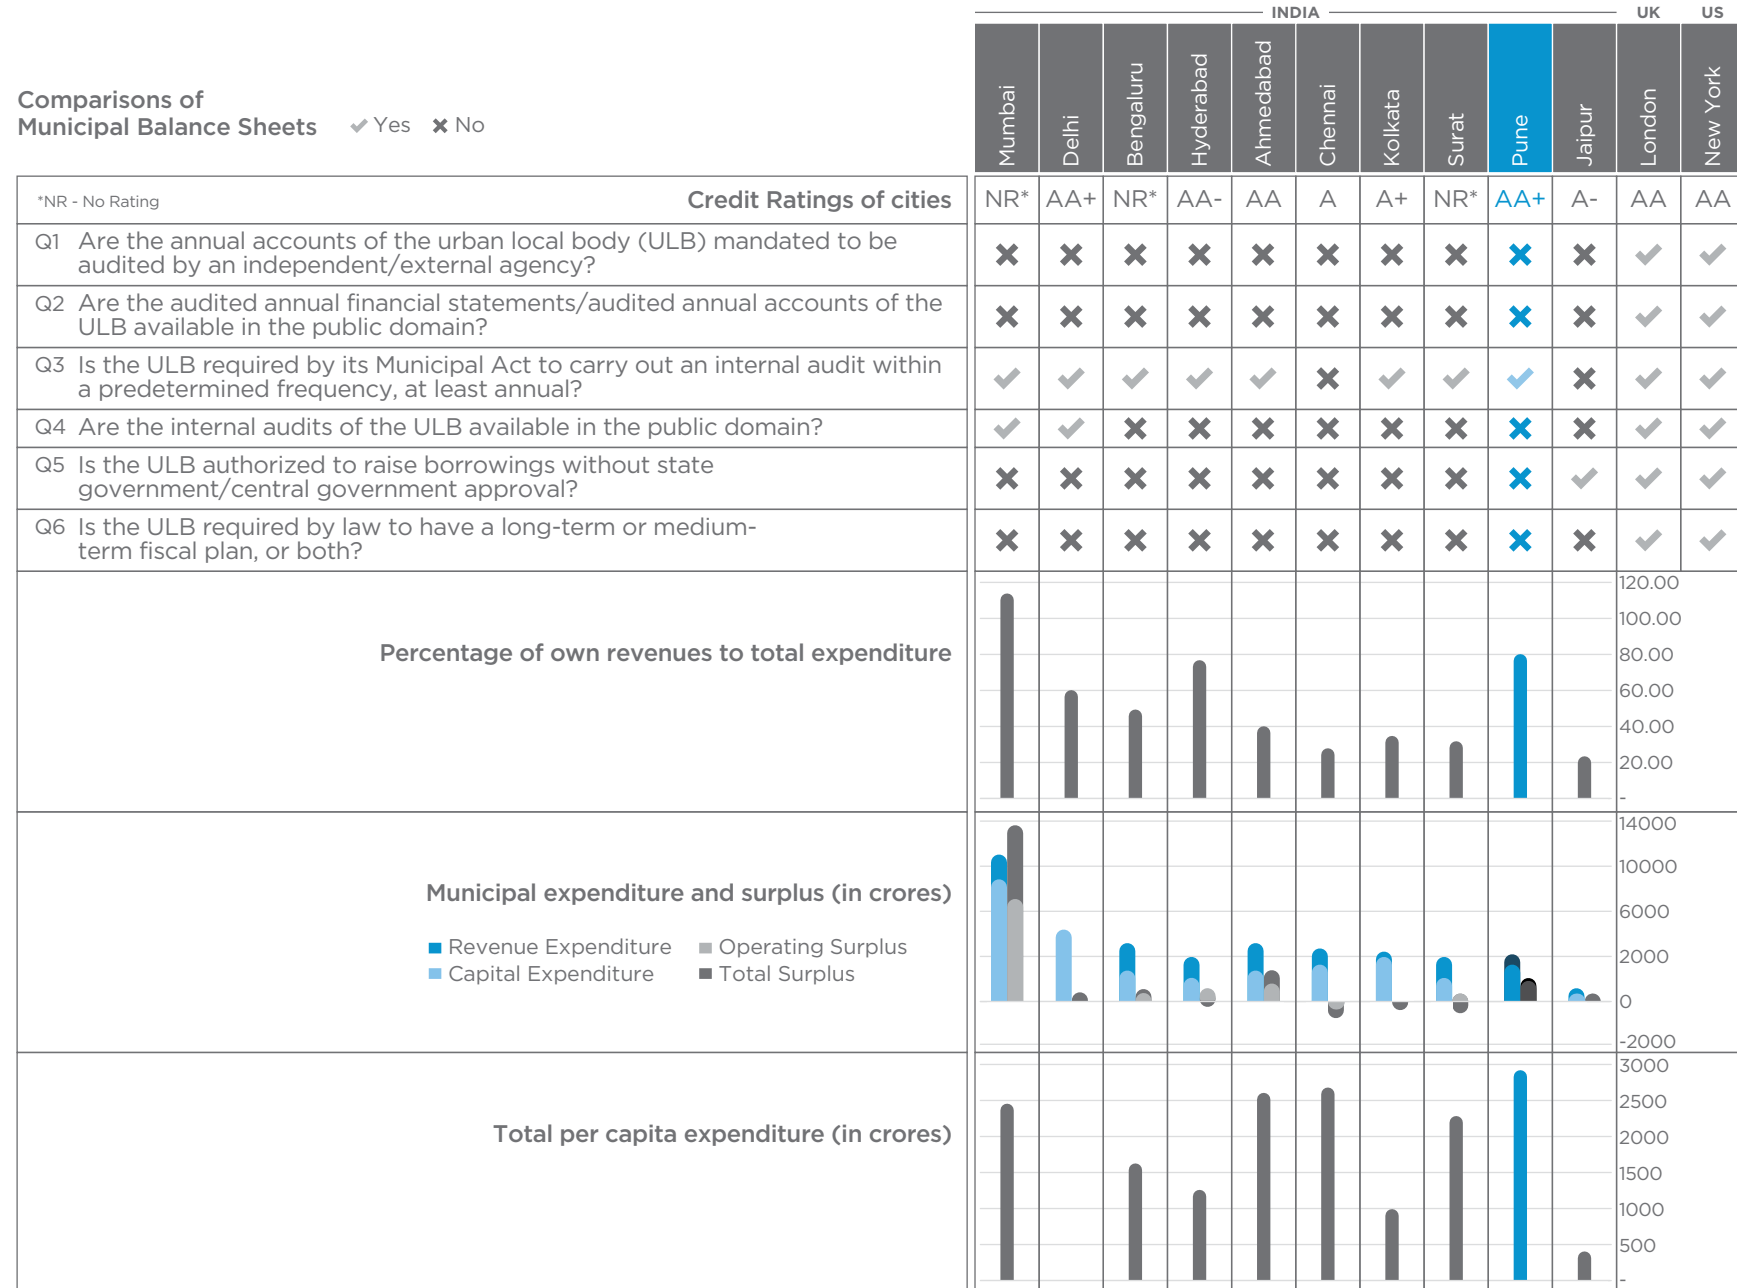 INDIA UK US
Mumbai Delhi Bengaluru Hyderabad Ahmedabad Chennai Kolkata Surat Pune Jaipur London New York
Comparisons of
Municipal Balance Sheets Yes No
*NR - No Rating Credit Ratings of cities NR* AA+ NR* AA- AA A A+ NR* AA+ A- AA AA
Q1 Are the annual accounts of the urban local body (ULB) mandated to be
audited by an independent/external agency?
Q2 Are the audited annual financial statements/audited annual accounts of the
ULB available in the public domain?
Q3 Is the ULB required by its Municipal Act to carry out an internal audit within
a predetermined frequency, at least annual?
Q4 Are the internal audits of the ULB available in the public domain?
Q5 Is the ULB authorized to raise borrowings without state
government/central government approval?
Q6 Is the ULB required by law to have a long-term or medium-
term fiscal plan, or both?
Percentage of own revenues to total expenditure
120.00
100.00
80.00
60.00
40.00
20.00
-
Municipal expenditure and surplus (in crores)
Revenue Expenditure Operating Surplus
Capital Expenditure Total Surplus
14000
10000
6000
2000
0
-2000
Total per capita expenditure (in crores)
3000
2500
2000
1500
1000
500
-